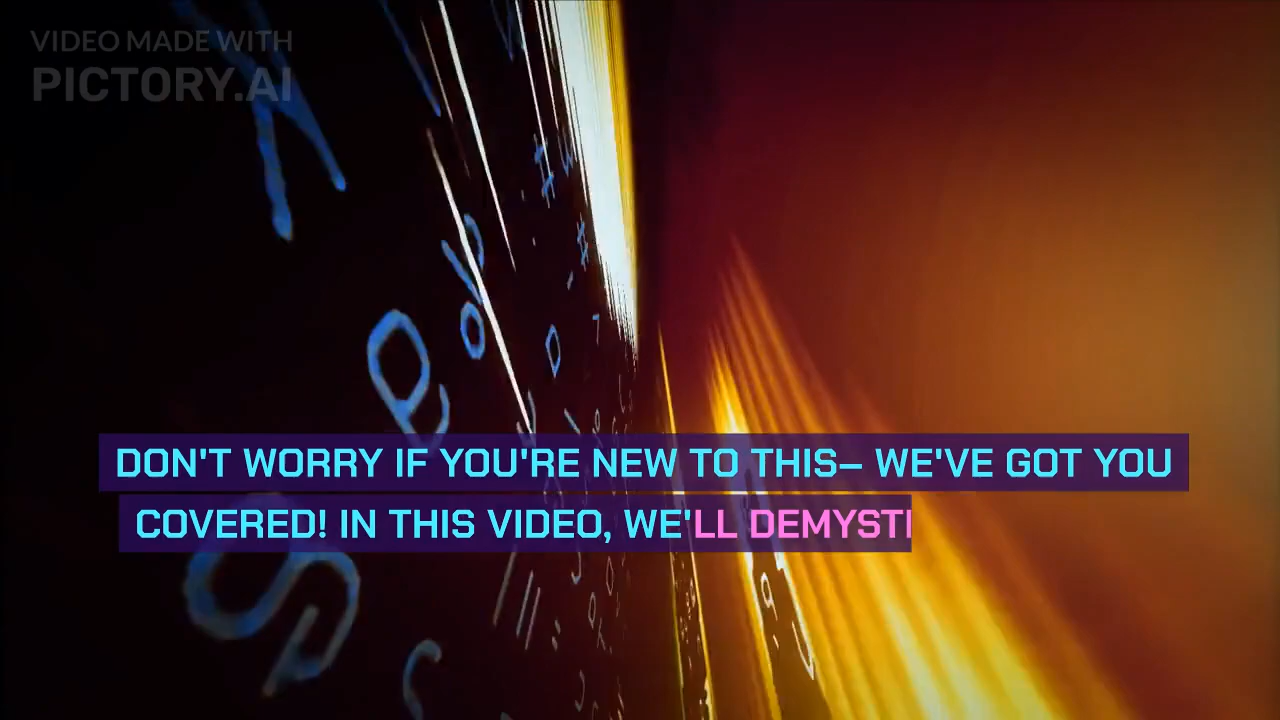 VIDEO MADE WITH
PICTORY.AI
DON'T WORRY IF YOU'RE NEW TO THIS– WE'VE GOT YOU
COVERED! IN THIS VIDEO, WE'LL DEMYSTI